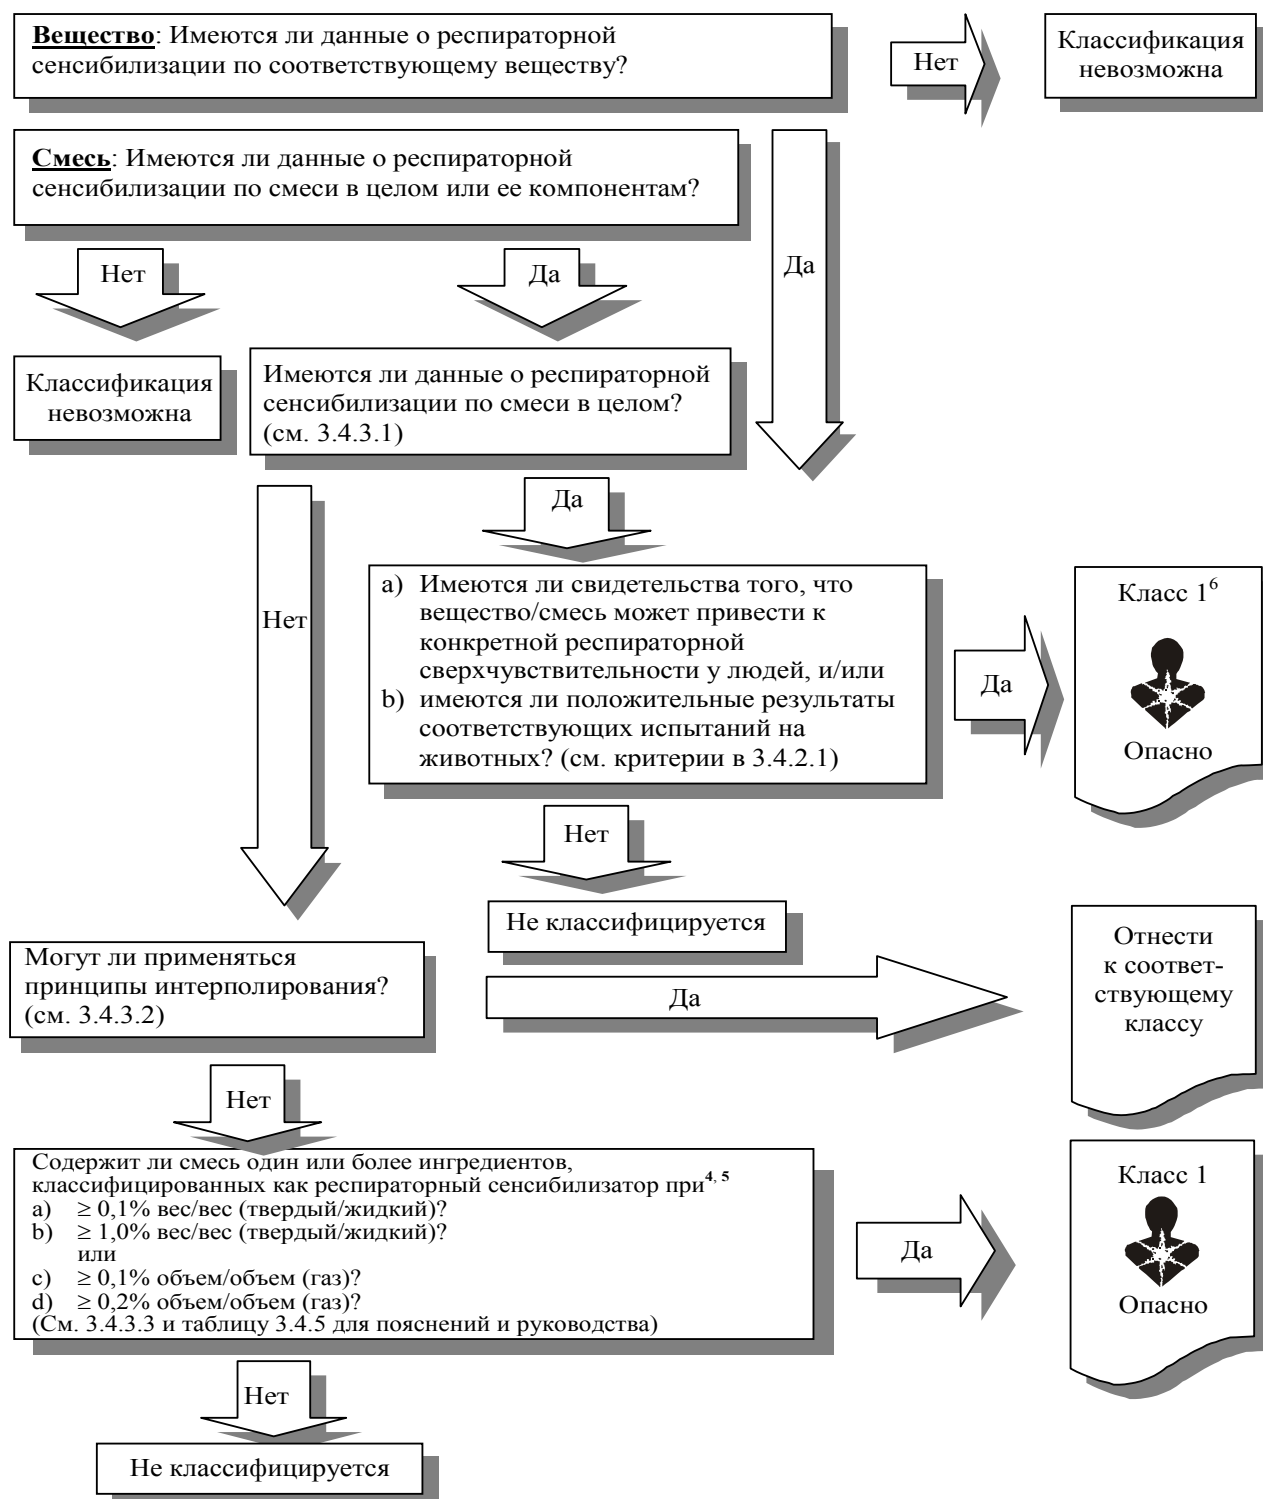 Вещество: Имеются ли данные о респираторной
сенсибилизации по соответствующему веществу?
Нет
Классификация
невозможна
Смесь: Имеются ли данные о респираторной
сенсибилизации по смеси в целом или ее компонентам?
Да
Нет
Да
Классификация
невозможна
Имеются ли данные о респираторной
сенсибилизации по смеси в целом?
(см. 3.4.3.1)
Да
Нет
a) Имеются ли свидетельства того, что
вещество/смесь может привести к
конкретной респираторной
сверхчувствительности у людей, и/или
b) имеются ли положительные результаты
соответствующих испытаний на
животных? (см. критерии в 3.4.2.1)
Да
Класс 1⁶
Опасно
Нет
Не классифицируется
Могут ли применяться
принципы интерполирования?
(см. 3.4.3.2)
Да
Отнести
к соответ-
ствующему
классу
Нет
Содержит ли смесь один или более ингредиентов,
классифицированных как респираторный сенсибилизатор при⁴, ⁵
a) ≥ 0,1% вес/вес (твердый/жидкий)?
b) ≥ 1,0% вес/вес (твердый/жидкий)?
или
c) ≥ 0,1% объем/объем (газ)?
d) ≥ 0,2% объем/объем (газ)?
(См. 3.4.3.3 и таблицу 3.4.5 для пояснений и руководства)
Да
Класс 1
Опасно
Нет
Не классифицируется